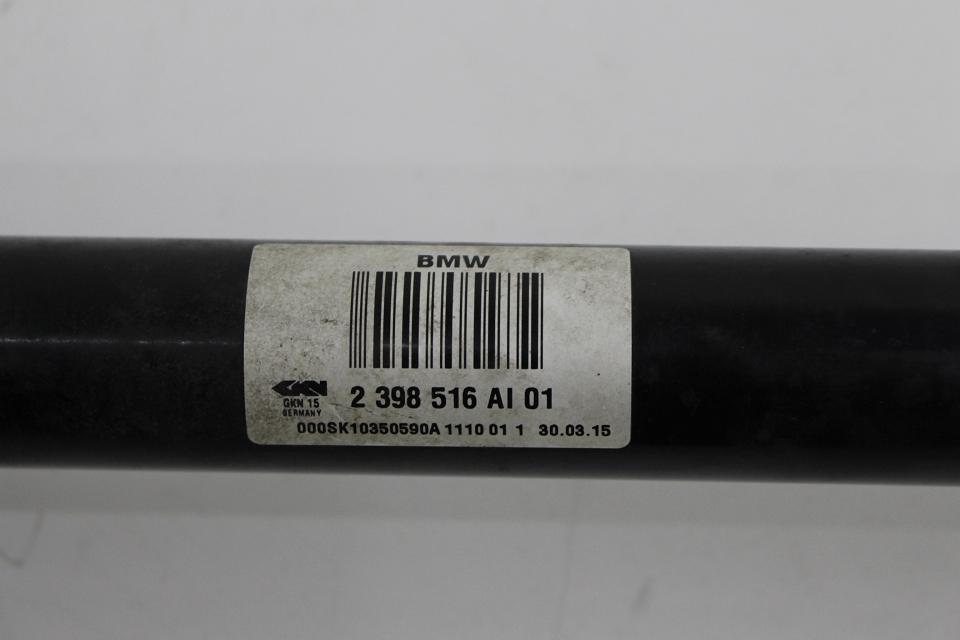 BMW
GKN
2 398 516 AI 01
GKN 15
GERMANY
000SK10350590A 1110 01 1 30.03.15